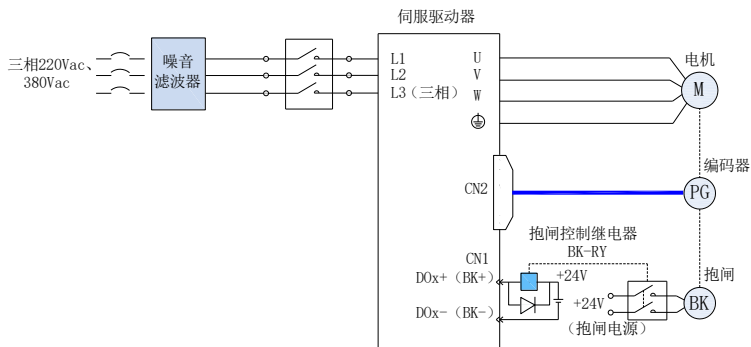 伺服驱动器
三相220Vac、
380Vac
噪音
滤波器
L1
L2
L3（三相）
U
V
W
电机
M
CN2
编码器
PG
抱闸控制继电器
BK-RY
CN1
DOx+（BK+）
+24V
DOx-（BK-）
+24V
（抱闸电源）
抱闸
BK